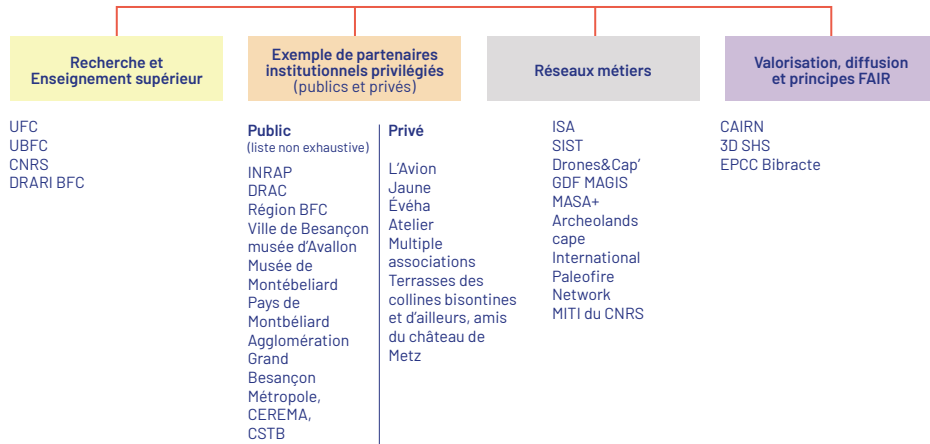 Recherche et
Enseignement supérieur
UFC
UBFC
CNRS
DRARI BFC
Exemple de partenaires
institutionnels privilégiés
(publics et privés)
Public
(liste non exhaustive)
INRAP
DRAC
Région BFC
Ville de Besançon
musée d'Avallon
Musée de
Montébeliard
Pays de
Montbéliard
Agglomération
Grand
Besançon
Métropole,
CEREMA,
CSTB
Privé
L'Avion
Jaune
Évéha
Atelier
Multiple
associations
Terrasses des
collines bisontines
et d'ailleurs, amis
du château de
Metz
Réseaux métiers
ISA
SIST
Drones&Cap'
GDF MAGIS
MASA+
Archeolands
cape
International
Paleofire
Network
MITI du CNRS
Valorisation, diffusion
et principes FAIR
CAIRN
3D SHS
EPCC Bibracte